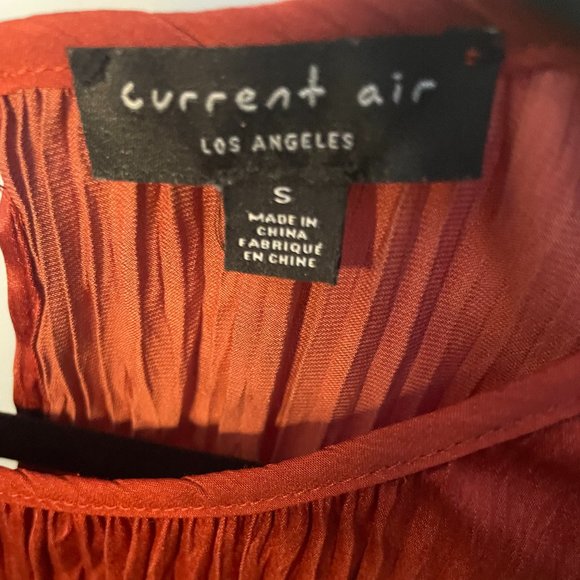 current air
LOS ANGELES
S
MADE IN
CHINA
FABRIQUÉ
EN CHINE